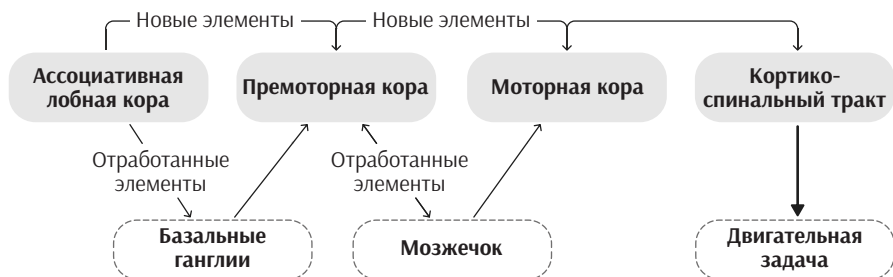 Новые элементы
Новые элементы
Ассоциативная
лобная кора
Премоторная кора
Моторная кора
Кортико-
спинальный тракт
Отработанные
элементы
Отработанные
элементы
Базальные
ганглии
Мозжечок
Двигательная
задача